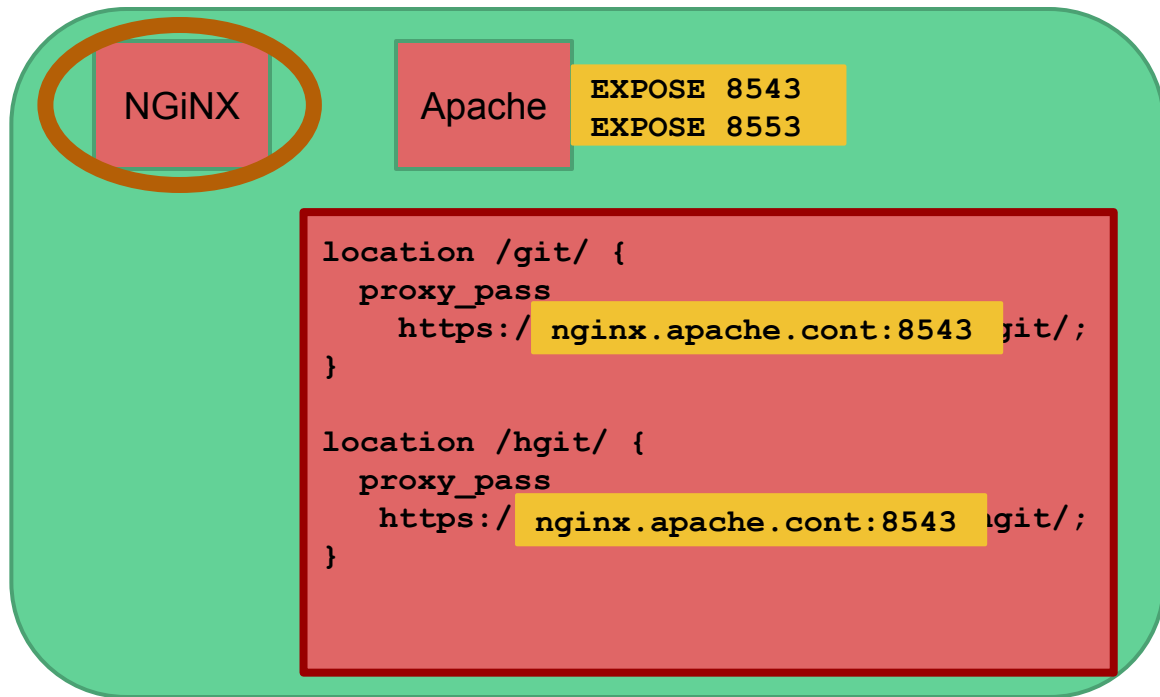 NGiNX
Apache
EXPOSE 8543
EXPOSE 8553
location /git/ {
proxy_pass
https:/ nginx.apache.cont:8543 git/;
}
location /hgit/ {
proxy_pass
https:/ nginx.apache.cont:8543 git/;
}